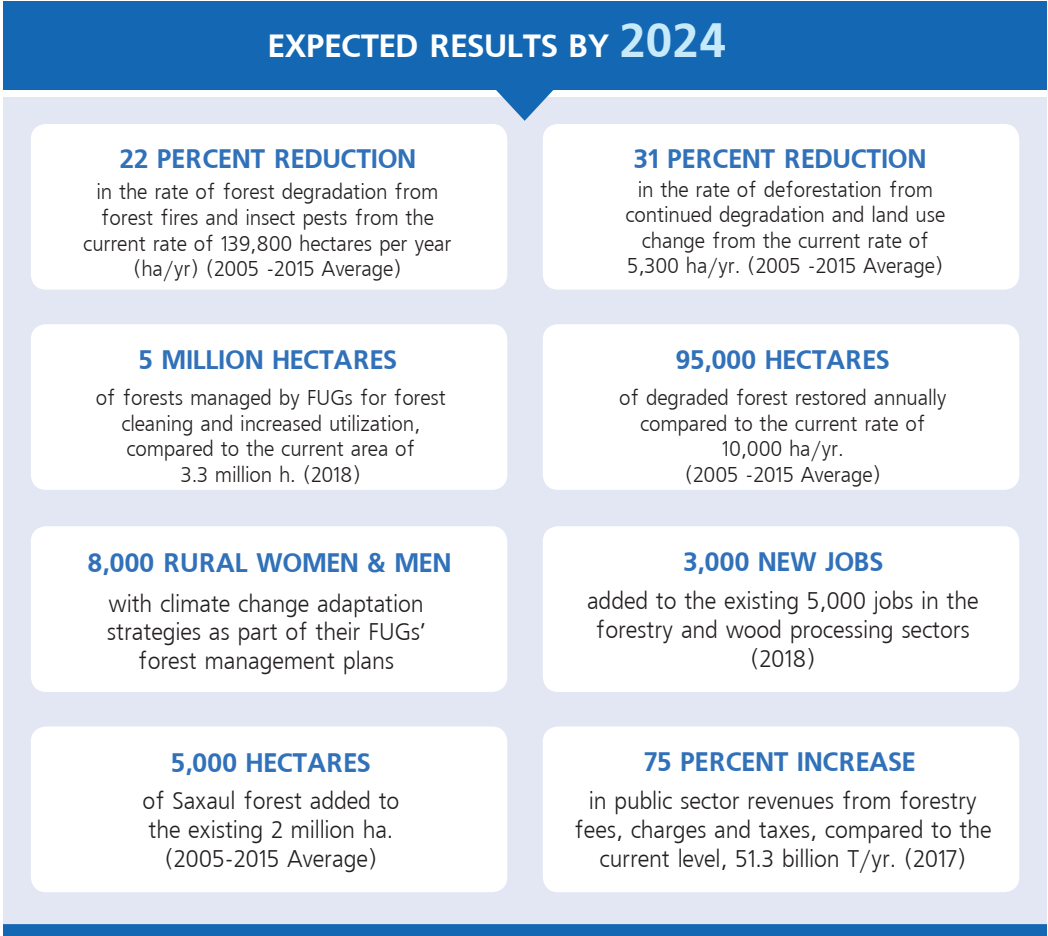 EXPECTED RESULTS BY 2024
22 PERCENT REDUCTION
in the rate of forest degradation from
forest fires and insect pests from the
current rate of 139,800 hectares per year
(ha/yr) (2005 -2015 Average)
31 PERCENT REDUCTION
in the rate of deforestation from
continued degradation and land use
change from the current rate of
5,300 ha/yr. (2005 -2015 Average)
5 MILLION HECTARES
of forests managed by FUGs for forest
cleaning and increased utilization,
compared to the current area of
3.3 million h. (2018)
95,000 HECTARES
of degraded forest restored annually
compared to the current rate of
10,000 ha/yr.
(2005 -2015 Average)
8,000 RURAL WOMEN & MEN
with climate change adaptation
strategies as part of their FUGs’
forest management plans
3,000 NEW JOBS
added to the existing 5,000 jobs in the
forestry and wood processing sectors
(2018)
5,000 HECTARES
of Saxaul forest added to
the existing 2 million ha.
(2005-2015 Average)
75 PERCENT INCREASE
in public sector revenues from forestry
fees, charges and taxes, compared to the
current level, 51.3 billion T/yr. (2017)